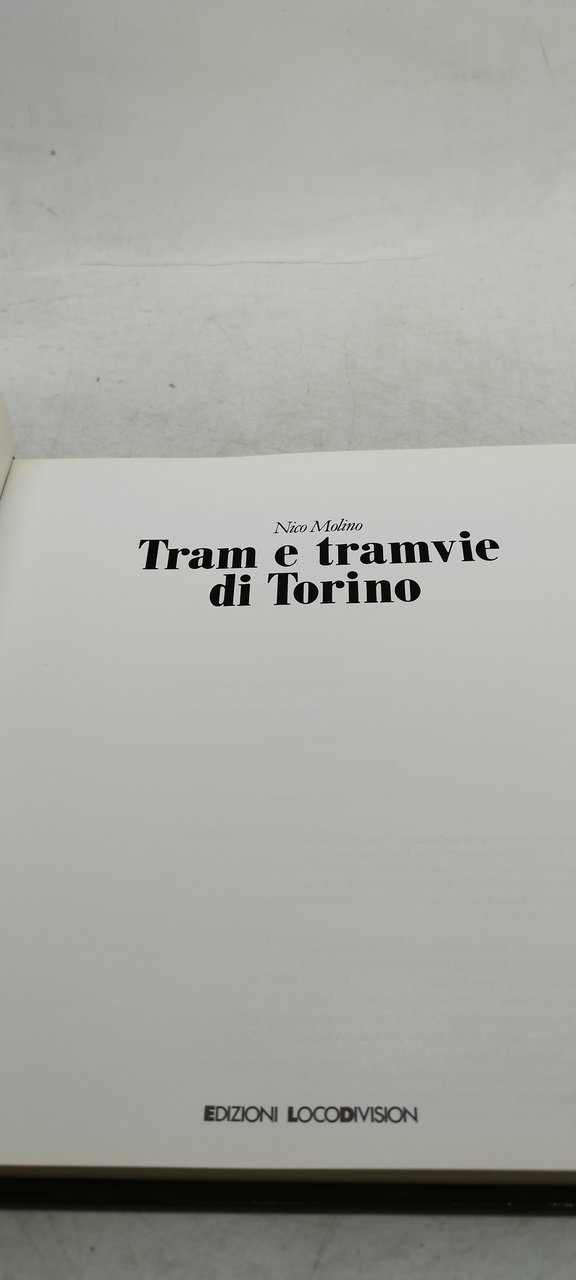 Nico Molino
Tram e tramvie
di Torino
EDIZIONI LOCODIVISION